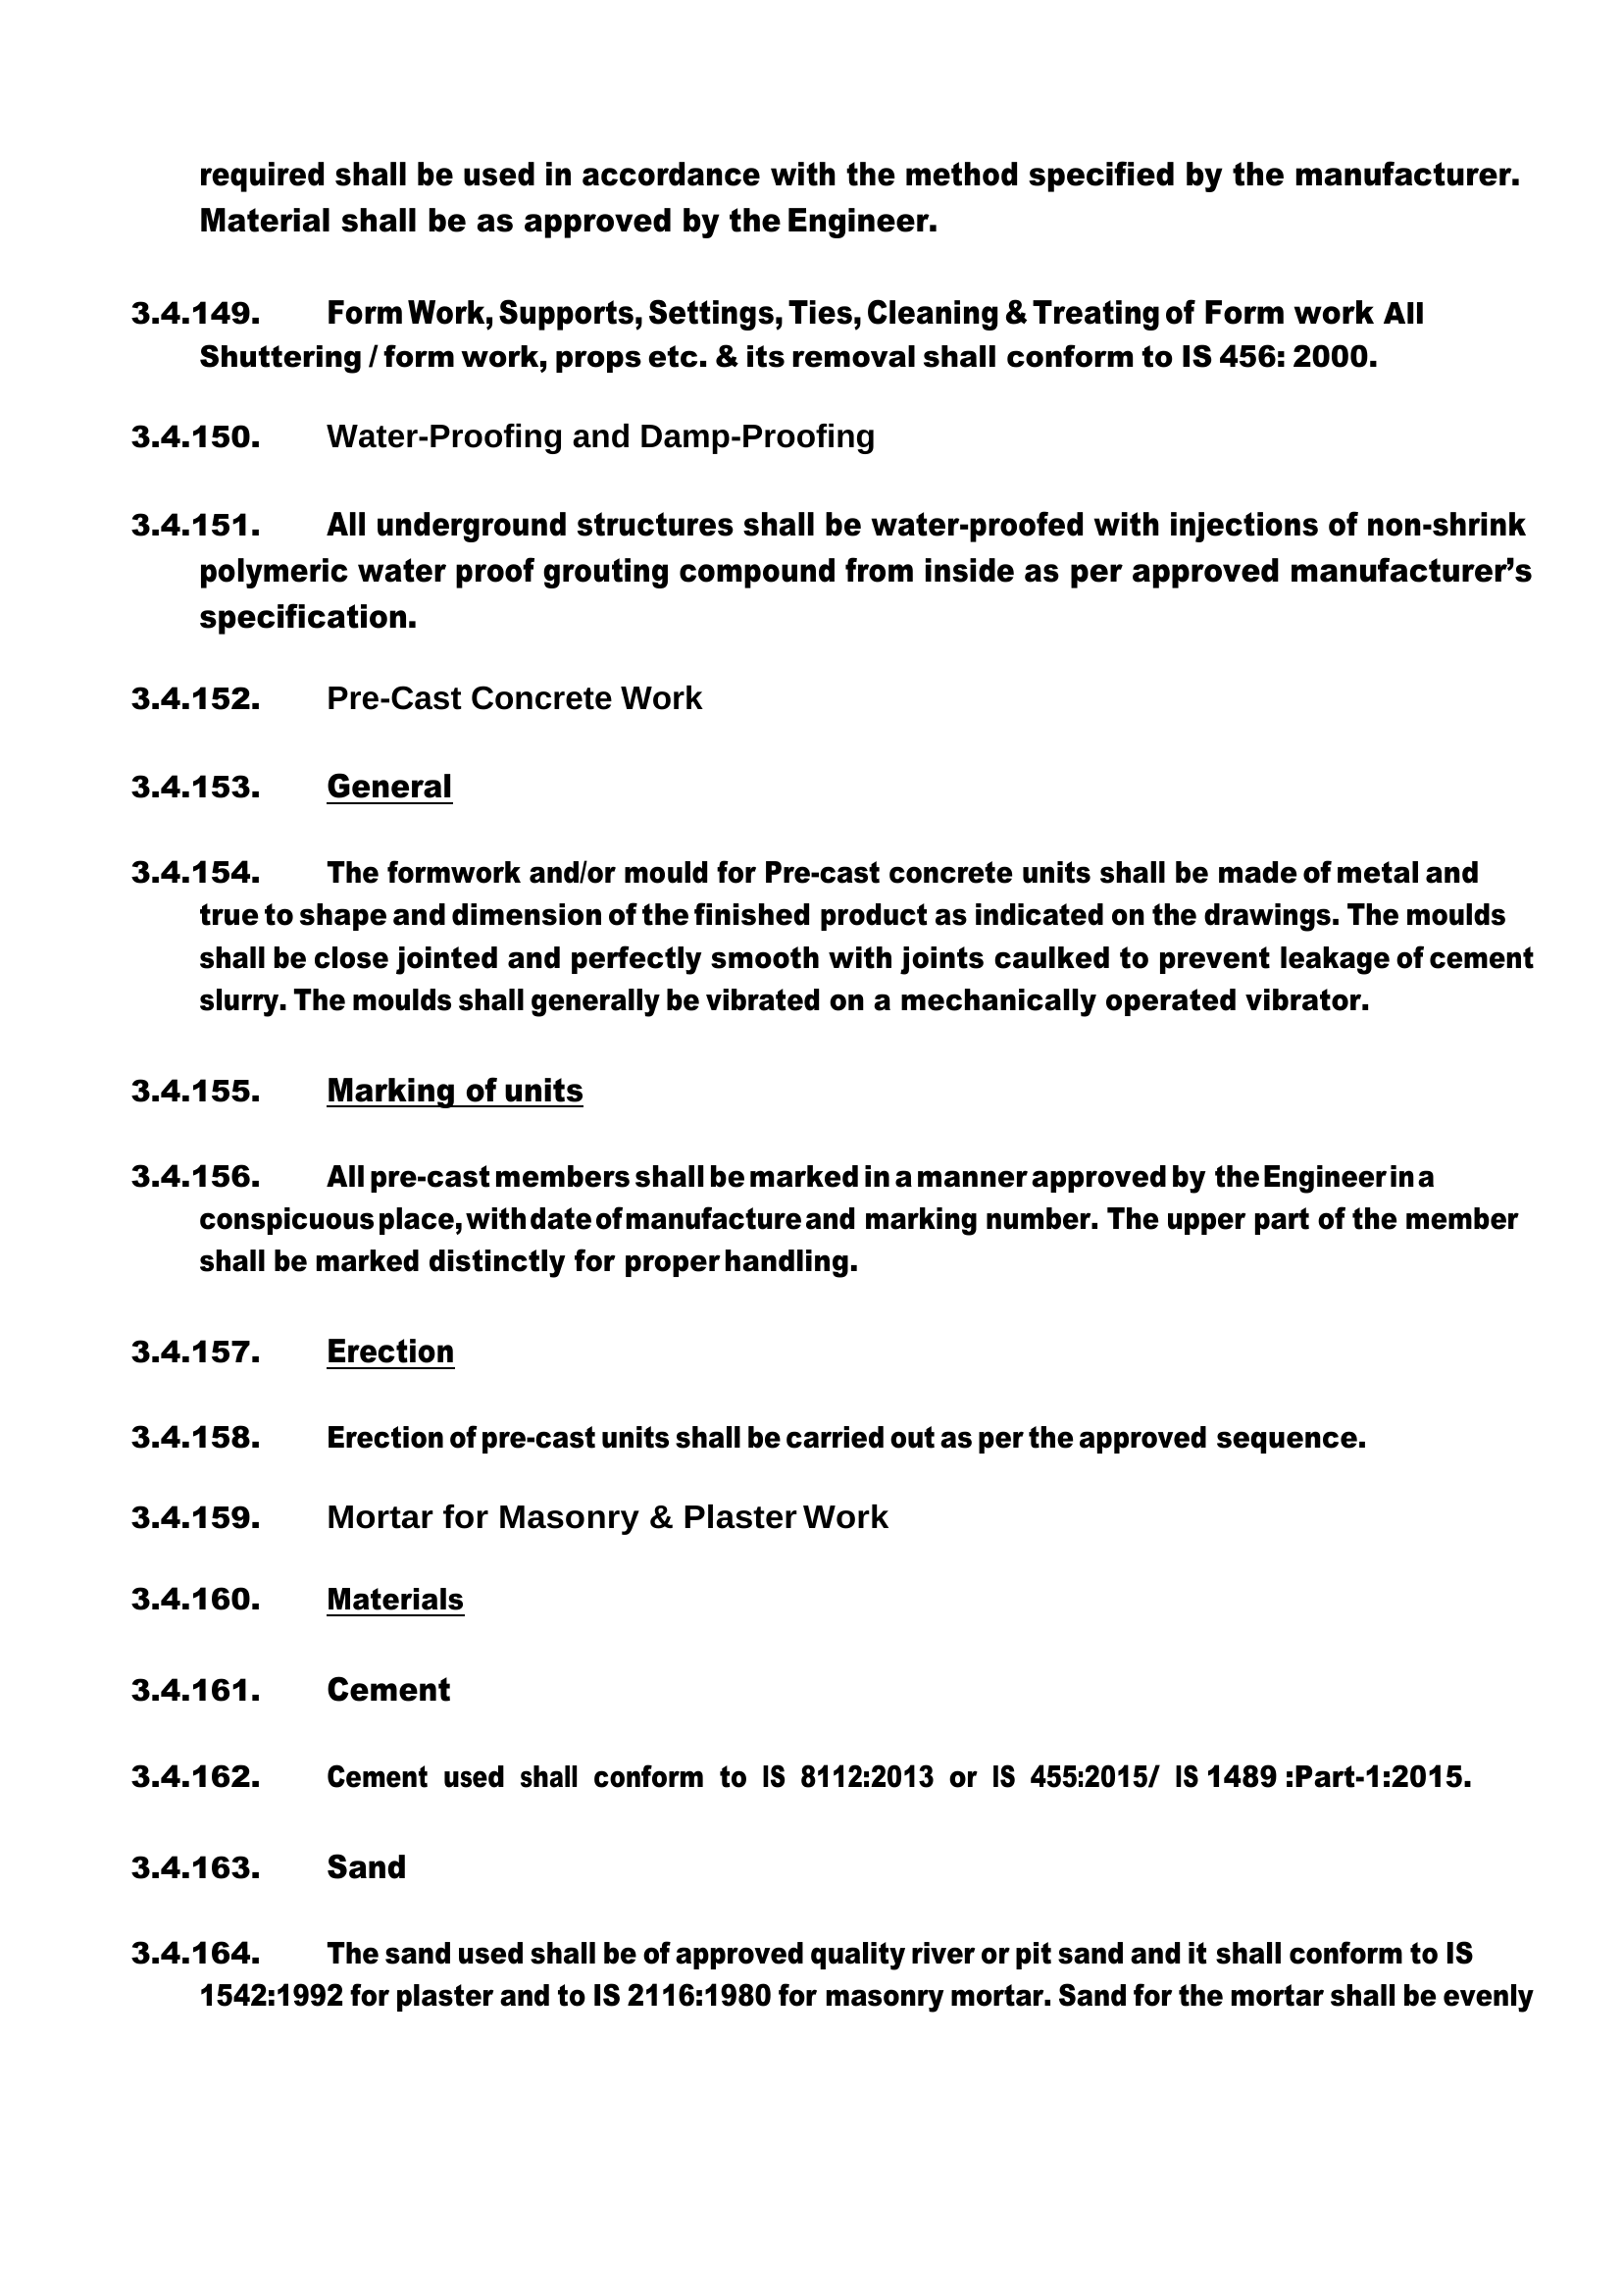 required shall be used in accordance with the method specified by the manufacturer.
Material shall be as approved by the Engineer.
3.4.149. Form Work, Supports, Settings, Ties, Cleaning & Treating of Form work All
Shuttering / form work, props etc. & its removal shall conform to IS 456: 2000.
3.4.150. Water-Proofing and Damp-Proofing
3.4.151. All underground structures shall be water-proofed with injections of non-shrink
polymeric water proof grouting compound from inside as per approved manufacturer’s
specification.
3.4.152. Pre-Cast Concrete Work
3.4.153. General
3.4.154. The formwork and/or mould for Pre-cast concrete units shall be made of metal and
true to shape and dimension of the finished product as indicated on the drawings. The moulds
shall be close jointed and perfectly smooth with joints caulked to prevent leakage of cement
slurry. The moulds shall generally be vibrated on a mechanically operated vibrator.
3.4.155. Marking of units
3.4.156. All pre-cast members shall be marked in a manner approved by the Engineer in a
conspicuous place, with date of manufacture and marking number. The upper part of the member
shall be marked distinctly for proper handling.
3.4.157. Erection
3.4.158. Erection of pre-cast units shall be carried out as per the approved sequence.
3.4.159. Mortar for Masonry & Plaster Work
3.4.160. Materials
3.4.161. Cement
3.4.162. Cement used shall conform to IS 8112:2013 or IS 455:2015/ IS 1489 :Part-1:2015.
3.4.163. Sand
3.4.164. The sand used shall be of approved quality river or pit sand and it shall conform to IS
1542:1992 for plaster and to IS 2116:1980 for masonry mortar. Sand for the mortar shall be evenly